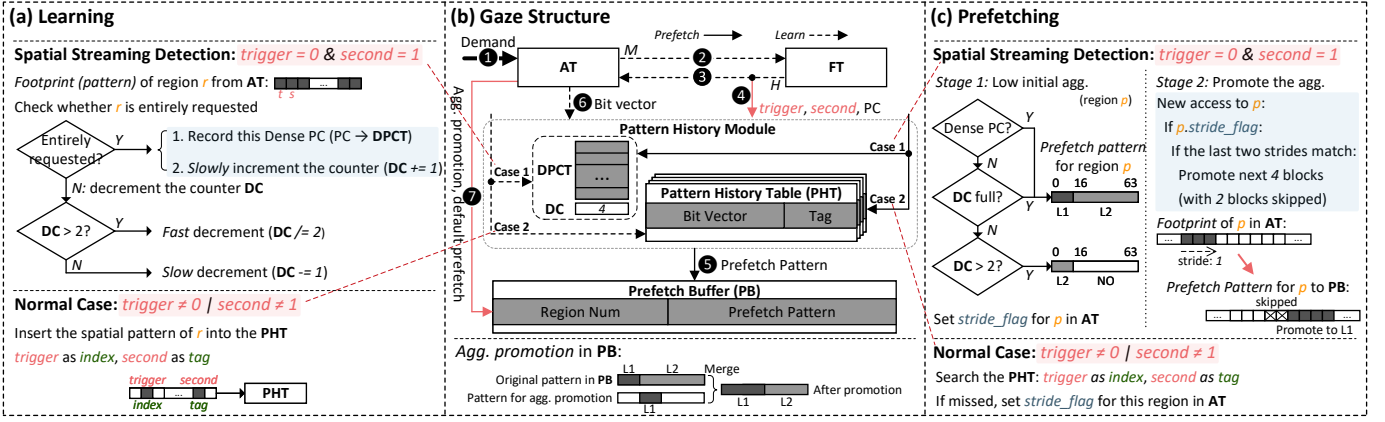 (a) Learning
Spatial Streaming Detection: trigger = 0 & second = 1
Footprint (pattern) of region r from AT:
...
t s
Check whether r is entirely requested
Entirely
requested?
Y
1. Record this Dense PC (PC → DPCT)
2. Slowly increment the counter (DC += 1)
N: decrement the counter DC
DC > 2?
Y
Fast decrement (DC /= 2)
N
Slow decrement (DC -= 1)
Normal Case: trigger ≠ 0 | second ≠ 1
Insert the spatial pattern of r into the PHT
trigger as index, second as tag
trigger second
...
index tag
PHT
(b) Gaze Structure
Demand
1
AT
M
Prefetch
Learn
2
3
FT
H
4
trigger, second, PC
6 Bit vector
Agg. promotion, default prefetch
7
Pattern History Module
Case 1
Case 1
DPCT
...
DC
4
Case 2
Case 2
Pattern History Table (PHT)
Bit Vector
Tag
5 Prefetch Pattern
Prefetch Buffer (PB)
Region Num
Prefetch Pattern
Agg. promotion in PB:
L1 L2
Merge
Original pattern in PB
Pattern for agg. promotion
L1
After promotion
L1 L2
(c) Prefetching
Spatial Streaming Detection: trigger = 0 & second = 1
Stage 1: Low initial agg.
(region p)
Dense PC?
Y
N
Prefetch pattern
for region p
0 16 63
L1 L2
DC full?
Y
N
DC > 2?
Y
0 16 63
L2 NO
Set stride_flag for p in AT
Stage 2: Promote the agg.
New access to p:
If p.stride_flag:
If the last two strides match:
Promote next 4 blocks
(with 2 blocks skipped)
Footprint of p in AT:
... ...
stride: 1
Prefetch Pattern for p to PB:
skipped
... ...
Promote to L1
Normal Case: trigger ≠ 0 | second ≠ 1
Search the PHT: trigger as index, second as tag
If missed, set stride_flag for this region in AT